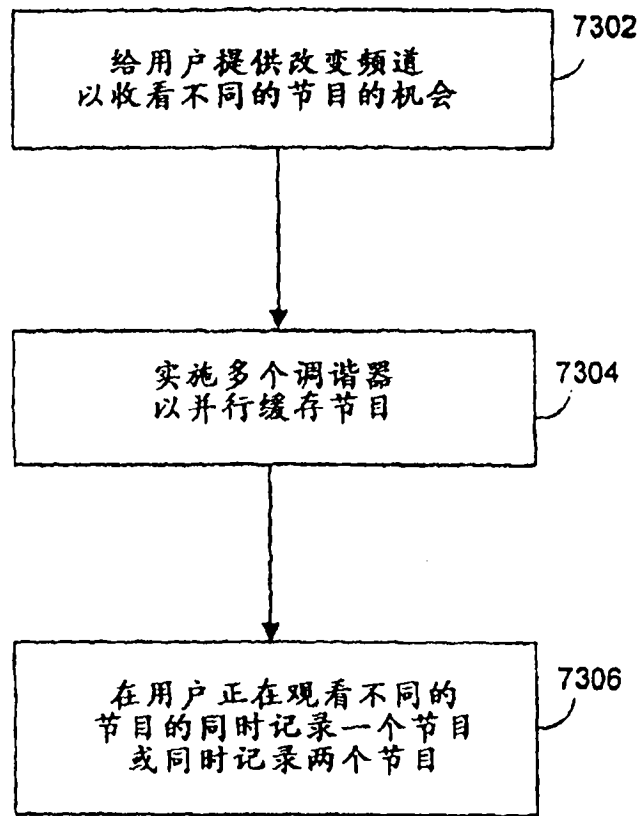 7302
给用户提供改变频道
以收看不同的节目的机会
7304
实施多个调谐器
以并行缓存节目
7306
在用户正在观看不同的
节目的同时记录一个节目
或同时记录两个节目